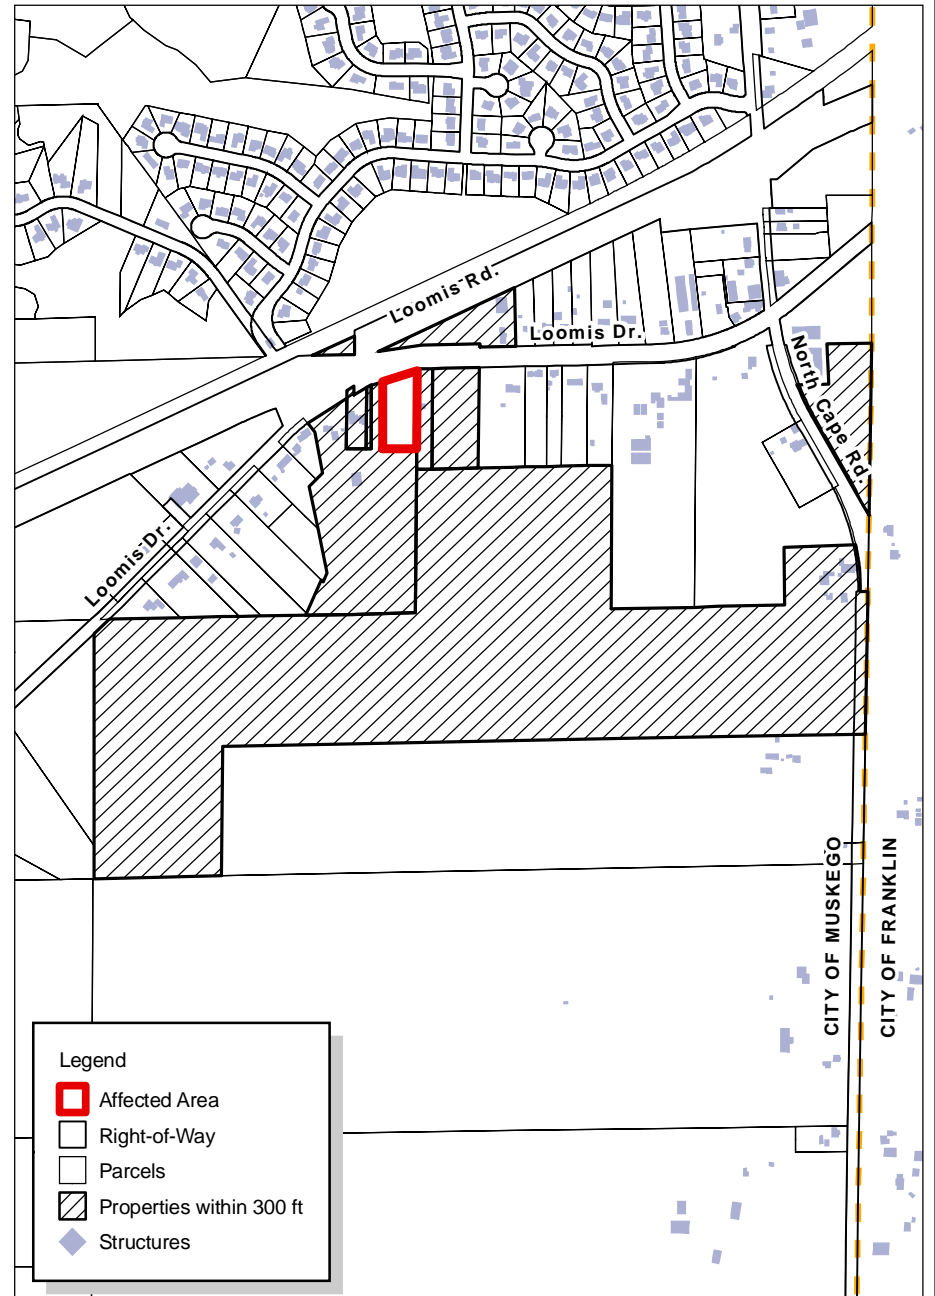 Loomis Rd.
Loomis Dr.
North Cape Rd.
Loomis Dr.
CITY OF MUSKEGO
CITY OF FRANKLIN
Legend
Affected Area
Right-of-Way
Parcels
Properties within 300 ft
Structures